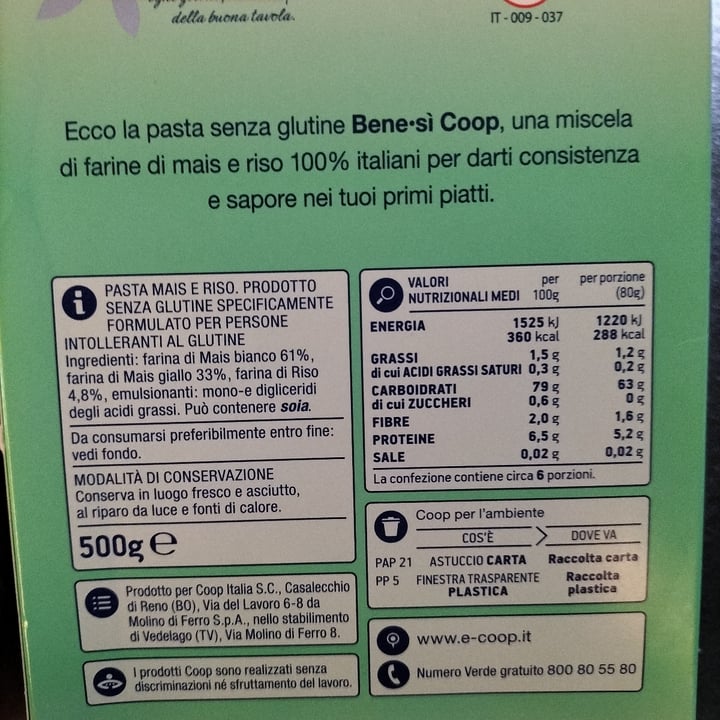 della buona tavola.
IT - 009 - 037
Ecco la pasta senza glutine Bene•sì Coop, una miscela
di farine di mais e riso 100% italiani per darti consistenza
e sapore nei tuoi primi piatti.
PASTA MAIS E RISO. PRODOTTO
SENZA GLUTINE SPECIFICAMENTE
FORMULATO PER PERSONE
INTOLLERANTI AL GLUTINE
Ingredienti: farina di Mais bianco 61%,
farina di Mais giallo 33%, farina di Riso
4,8%, emulsionanti: mono-e digliceridi
degli acidi grassi. Può contenere soia.
Da consumarsi preferibilmente entro fine:
vedi fondo.
MODALITÀ DI CONSERVAZIONE
Conserva in luogo fresco e asciutto,
al riparo da luce e fonti di calore.
500g ℮
Prodotto per Coop Italia S.C., Casalecchio
di Reno (BO), Via del Lavoro 6-8 da
Molino di Ferro S.p.A., nello stabilimento
di Vedelago (TV), Via Molino di Ferro 8.
I prodotti Coop sono realizzati senza
discriminazioni né sfruttamento del lavoro.
VALORI per per porzione
NUTRIZIONALI MEDI 100g (80g)
ENERGIA 1525 kJ 1220 kJ
360 kcal 288 kcal
GRASSI 1,5 g 1,2 g
di cui ACIDI GRASSI SATURI 0,3 g 0,2 g
CARBOIDRATI 79 g 63 g
di cui ZUCCHERI 0,6 g 0 g
FIBRE 2,0 g 1,6 g
PROTEINE 6,5 g 5,2 g
SALE 0,02 g 0,02 g
La confezione contiene circa 6 porzioni.
Coop per l'ambiente
COS'È DOVE VA
PAP 21 ASTUCCIO CARTA Raccolta carta
PP 5 FINESTRA TRASPARENTE Raccolta
PLASTICA plastica
www.e-coop.it
Numero Verde gratuito 800 80 55 80